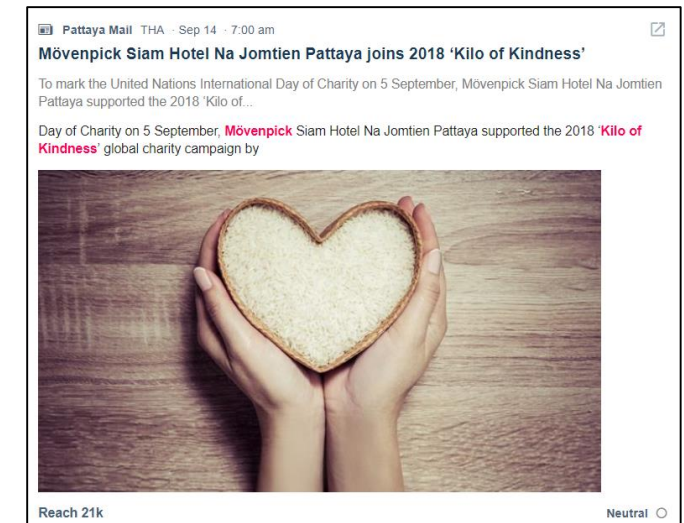 Pattaya Mail THA · Sep 14 · 7:00 am
Mövenpick Siam Hotel Na Jomtien Pattaya joins 2018 ‘Kilo of Kindness’
To mark the United Nations International Day of Charity on 5 September, Mövenpick Siam Hotel Na Jomtien
Pattaya supported the 2018 'Kilo of...
Day of Charity on 5 September, Mövenpick Siam Hotel Na Jomtien Pattaya supported the 2018 ‘Kilo of
Kindness’ global charity campaign by
Reach 21k
Neutral